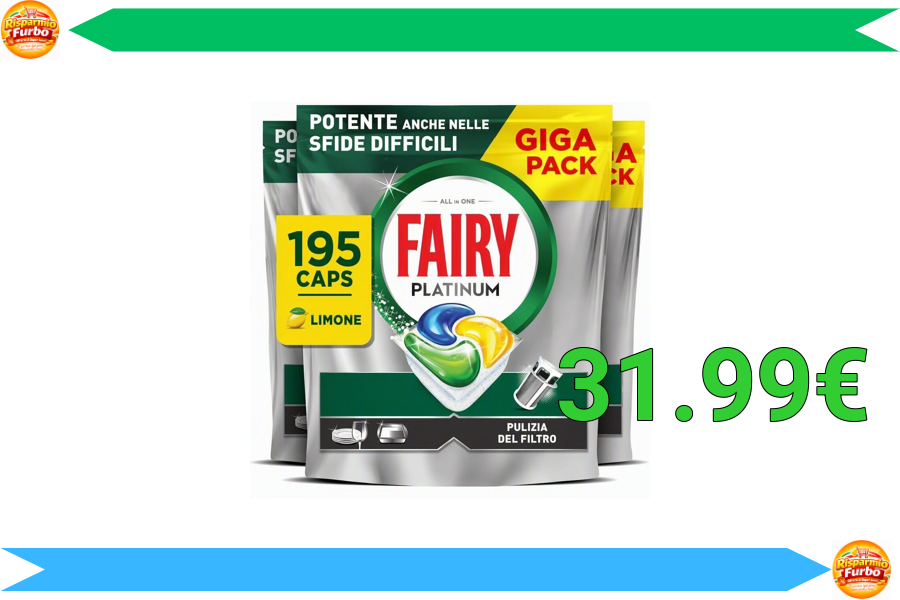 Risparmio
Furbo
POTENTE ANCHE NELLE
SFIDE DIFFICILI
GIGA
PACK
PO
SF
A
CK
ALL IN ONE
FAIRY
PLATINUM
195
CAPS
LIMONE
31.99€
PULIZIA
DEL FILTRO
Risparmio
Furbo